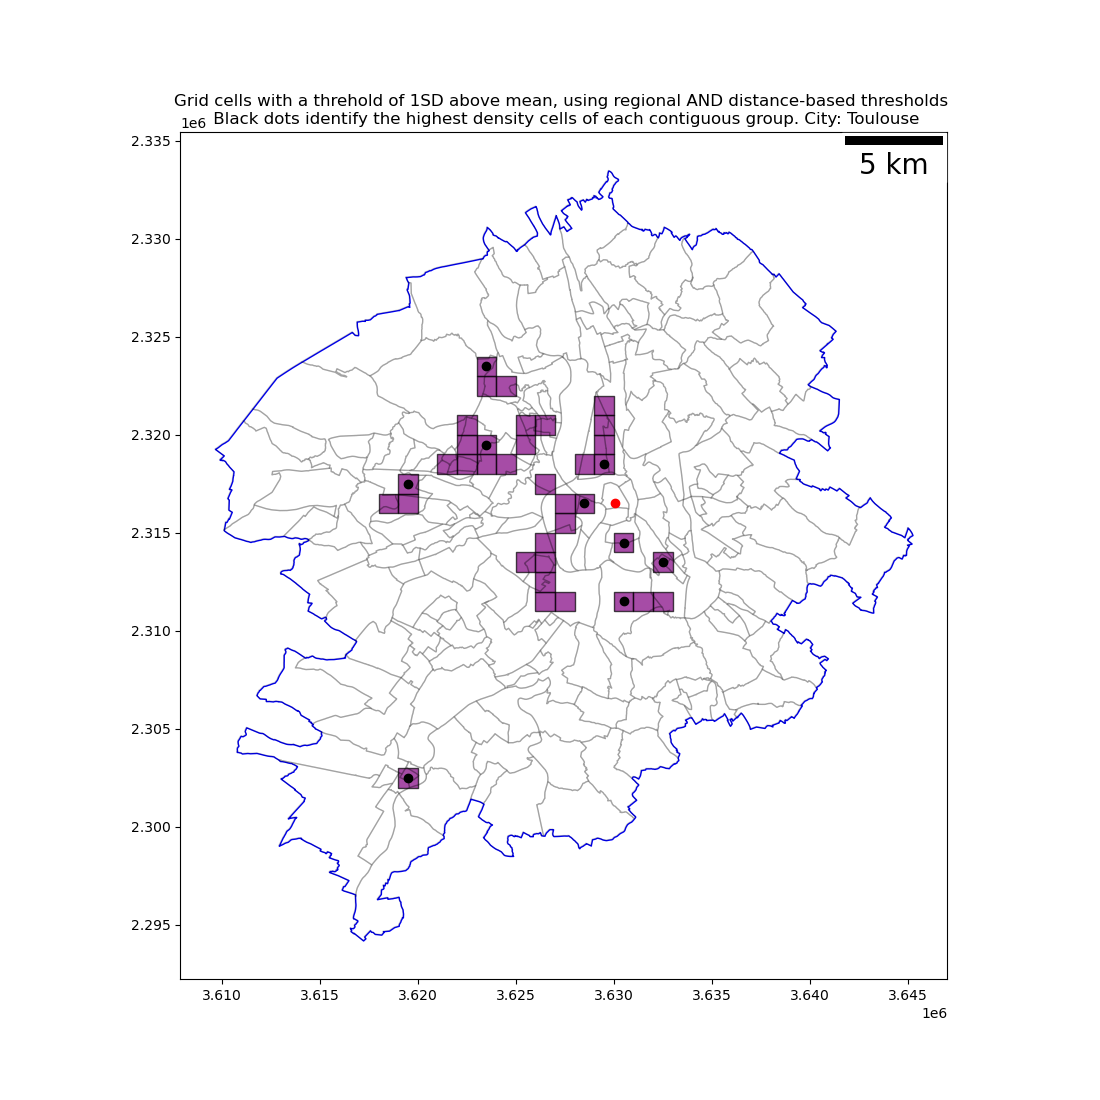 Grid cells with a threhold of 1SD above mean, using regional AND distance-based thresholds
Black dots identify the highest density cells of each contiguous group. City: Toulouse
1e6
2.335
5 km
2.330
2.325
2.320
2.315
2.310
2.305
2.300
2.295
3.610 3.615 3.620 3.625 3.630 3.635 3.640 3.645
1e6